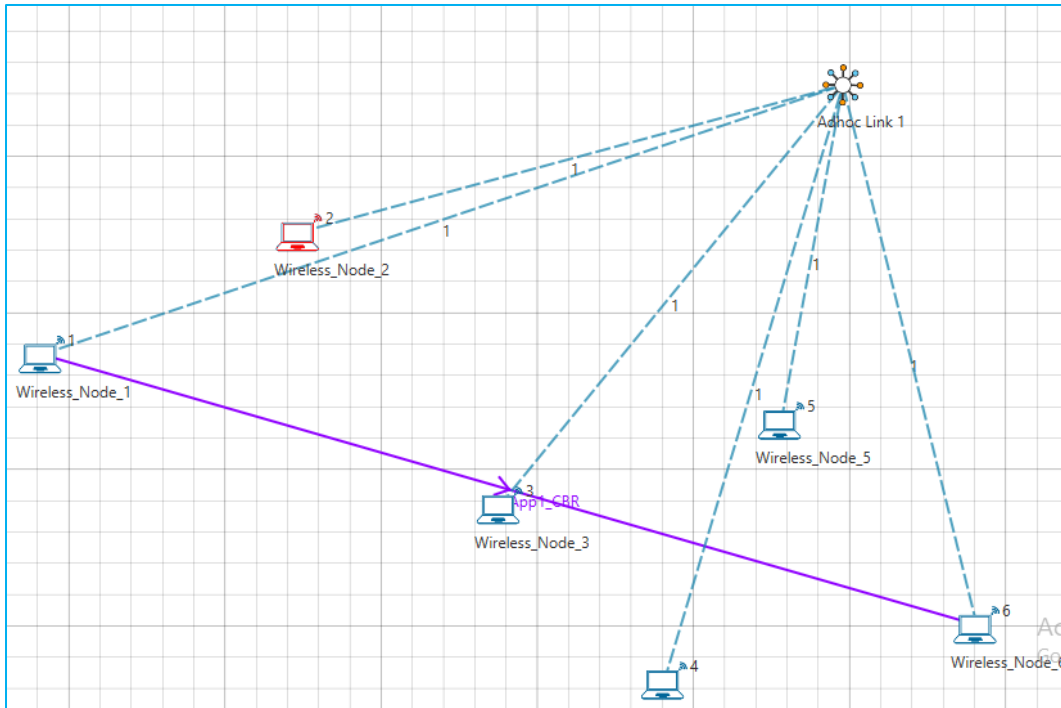 Adhoc Link 1
1
2
Wireless_Node_2
1
1
1
1
Wireless_Node_1
1
1
5
Wireless_Node_5
3
App1_CBR
Wireless_Node_3
6
Wireless_Node_6
4